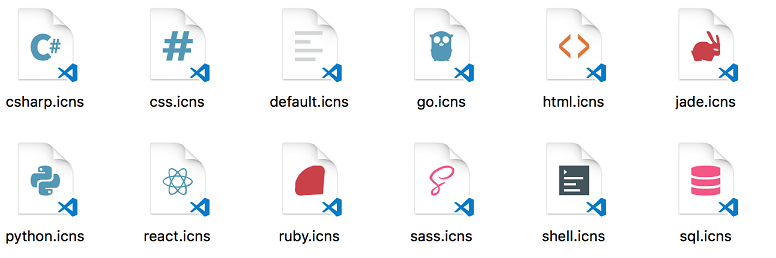 C#
#
csharp.icns css.icns default.icns go.icns html.icns jade.icns
python.icns react.icns ruby.icns sass.icns shell.icns sql.icns